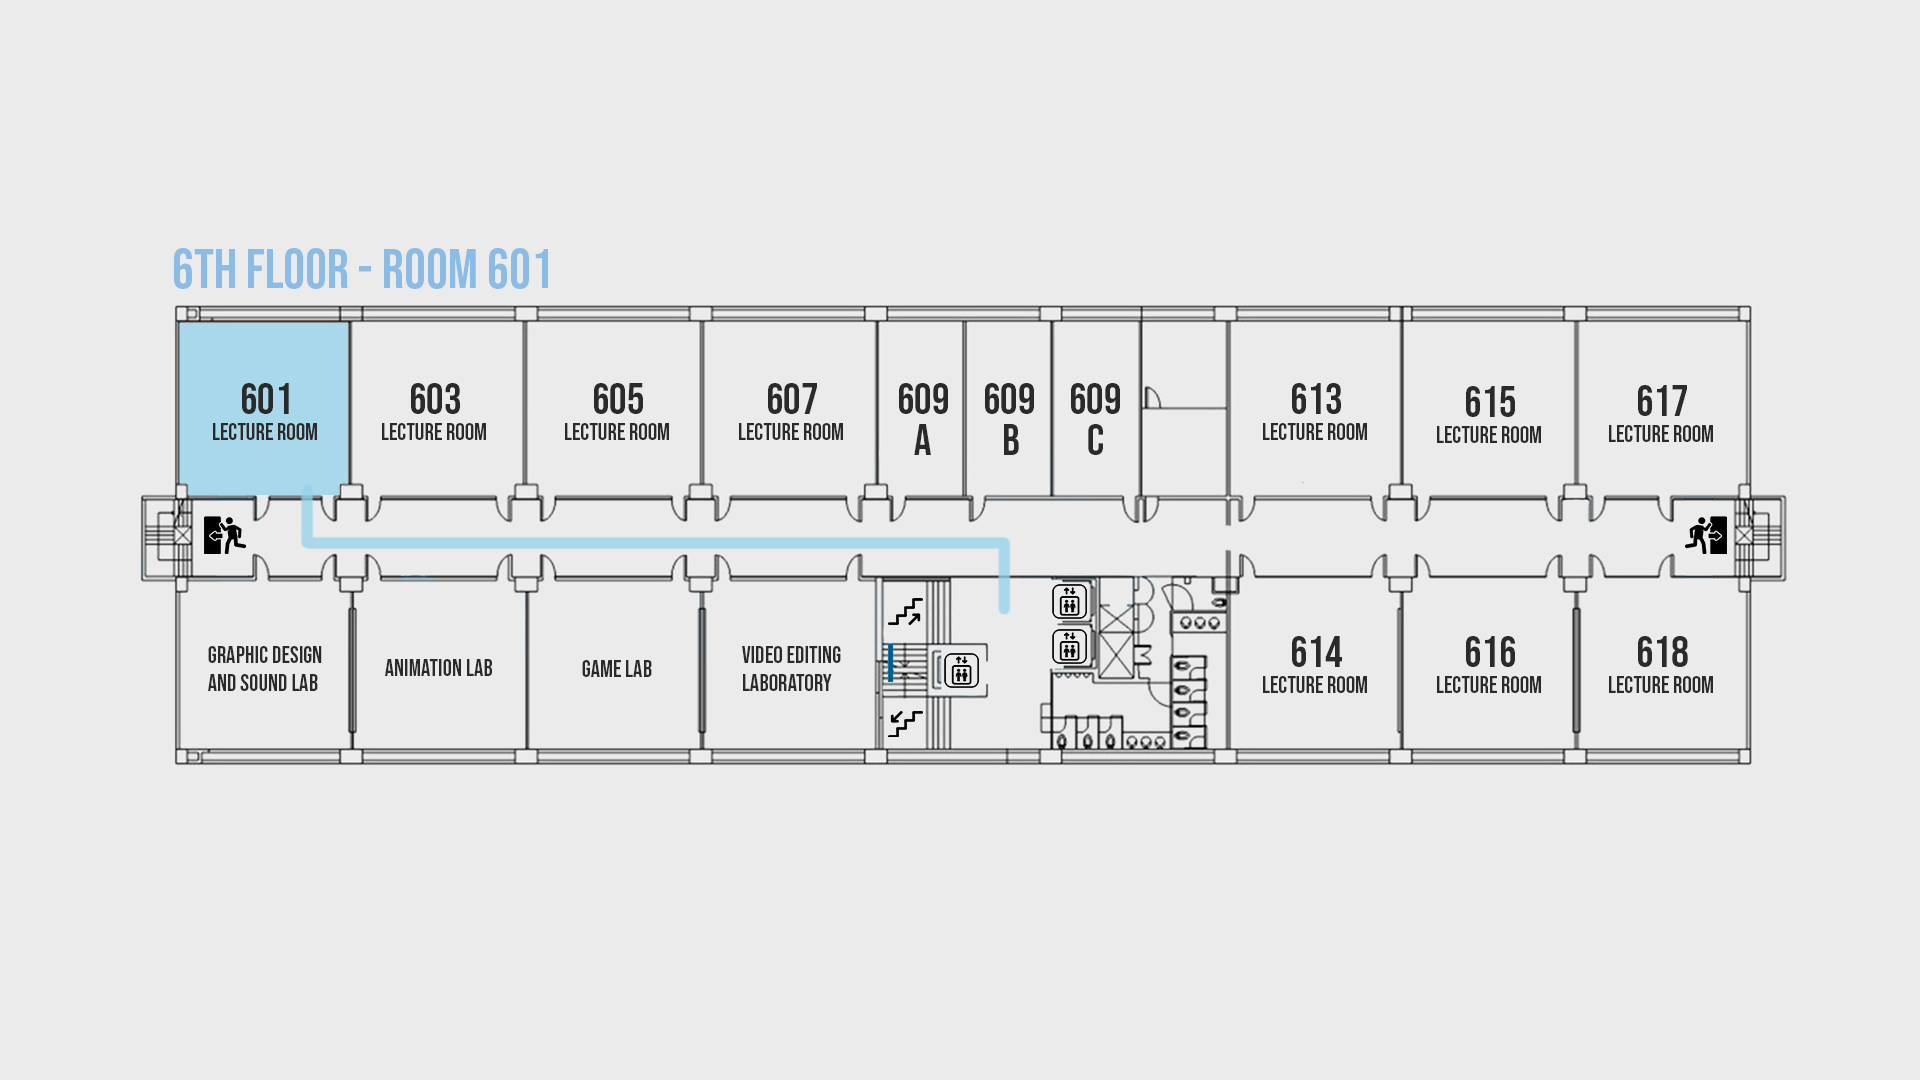 6TH FLOOR - ROOM 601
601
LECTURE ROOM
603
LECTURE ROOM
605
LECTURE ROOM
607
LECTURE ROOM
609
A
609
B
609
C
613
LECTURE ROOM
615
LECTURE ROOM
617
LECTURE ROOM
GRAPHIC DESIGN
AND SOUND LAB
ANIMATION LAB
GAME LAB
VIDEO EDITING
LABORATORY
614
LECTURE ROOM
616
LECTURE ROOM
618
LECTURE ROOM